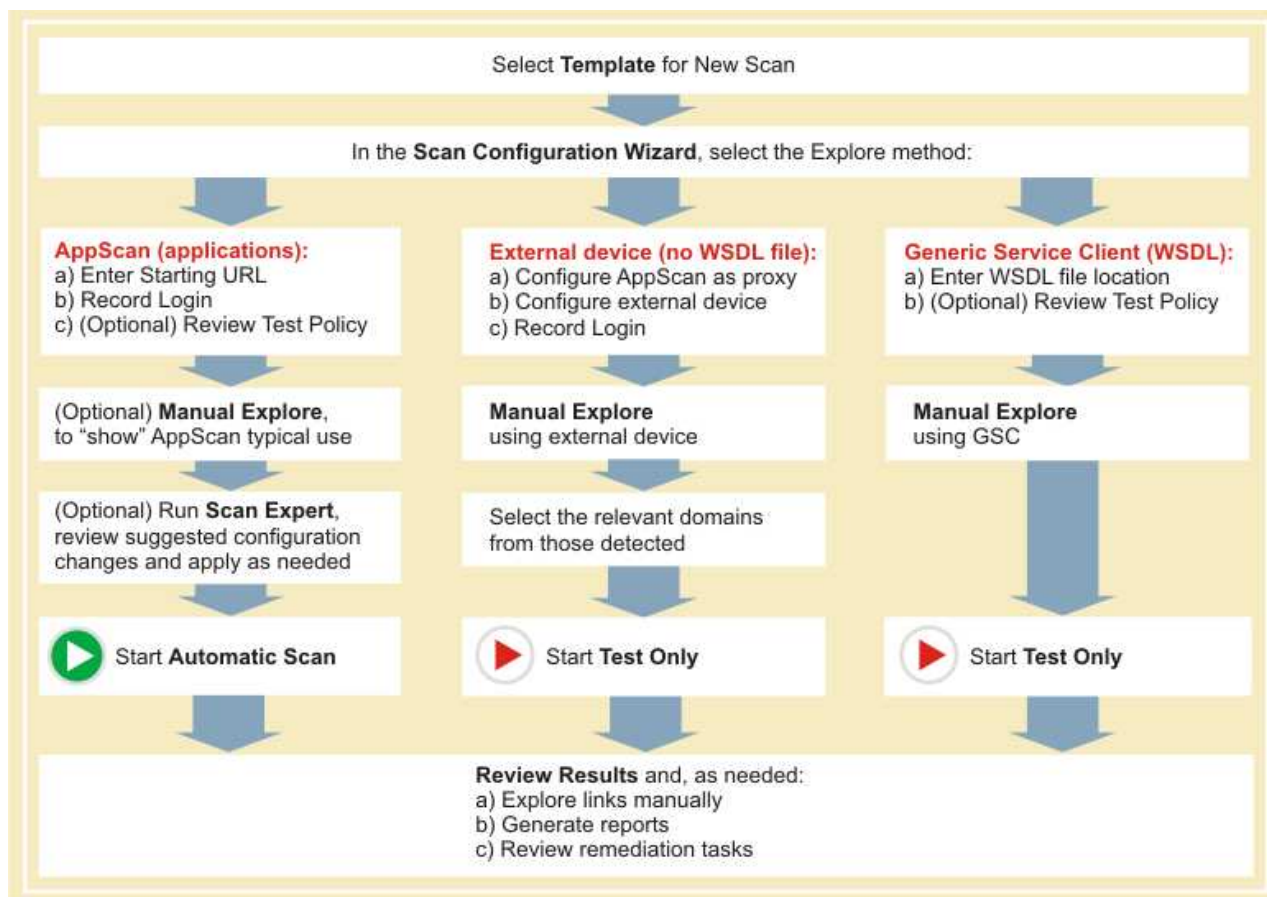 Select Template for New Scan
In the Scan Configuration Wizard, select the Explore method:
AppScan (applications):
a) Enter Starting URL
b) Record Login
c) (Optional) Review Test Policy
External device (no WSDL file):
a) Configure AppScan as proxy
b) Configure external device
c) Record Login
Generic Service Client (WSDL):
a) Enter WSDL file location
b) (Optional) Review Test Policy
(Optional) Manual Explore,
to “show” AppScan typical use
Manual Explore
using external device
Manual Explore
using GSC
(Optional) Run Scan Expert,
review suggested configuration
changes and apply as needed
Select the relevant domains
from those detected
Start Automatic Scan
Start Test Only
Start Test Only
Review Results and, as needed:
a) Explore links manually
b) Generate reports
c) Review remediation tasks